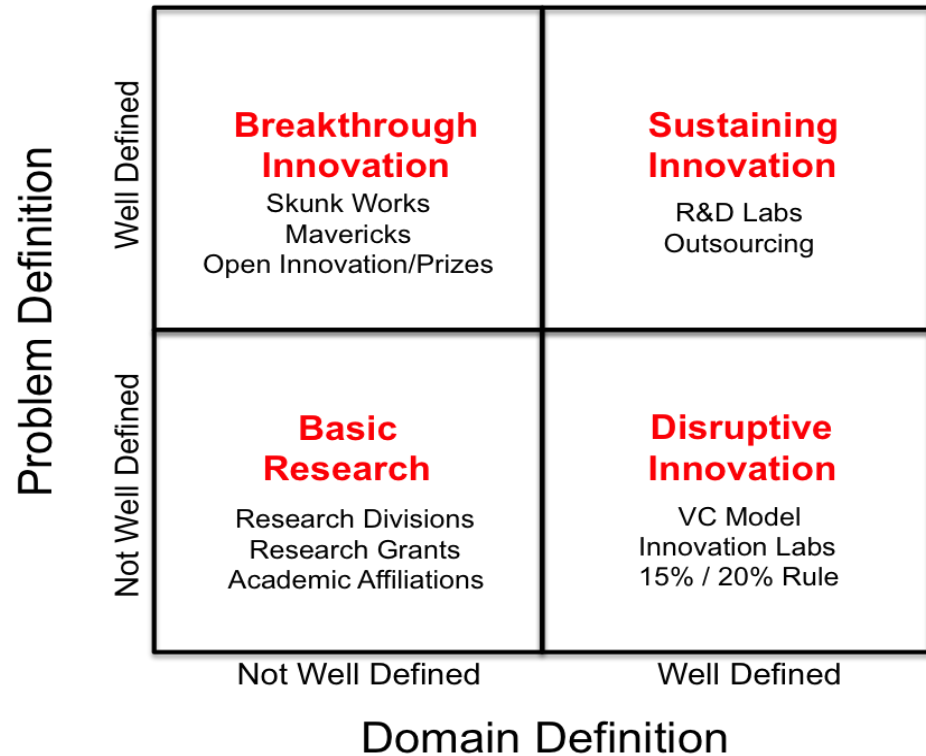 Problem Definition
Well Defined
Not Well Defined
Breakthrough
Innovation
Skunk Works
Mavericks
Open Innovation/Prizes
Sustaining
Innovation
R&D Labs
Outsourcing
Basic
Research
Research Divisions
Research Grants
Academic Affiliations
Disruptive
Innovation
VC Model
Innovation Labs
15% / 20% Rule
Not Well Defined
Well Defined
Domain Definition